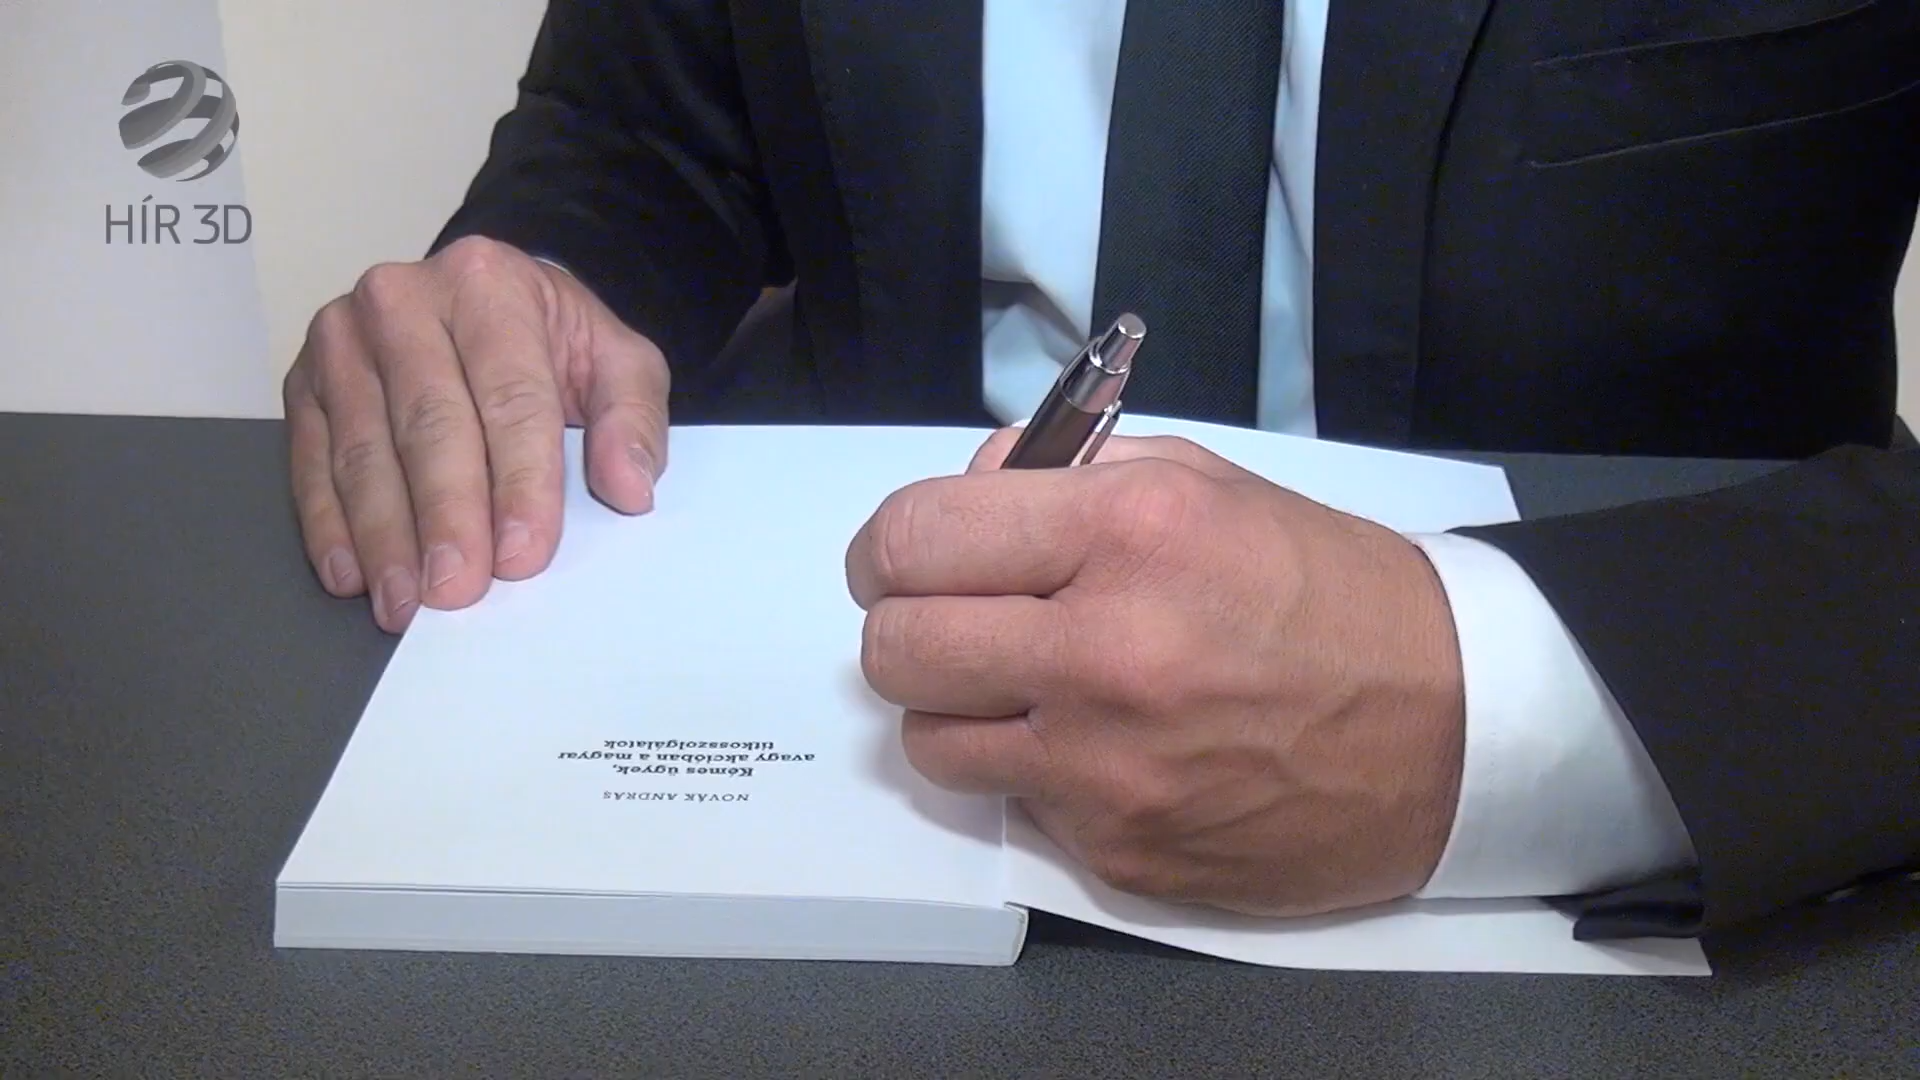 HÍR 3D
NOVÁK ANDRÁS
Kémes ügyek,
avagy akcióban a magyar
titkosszolgálatok